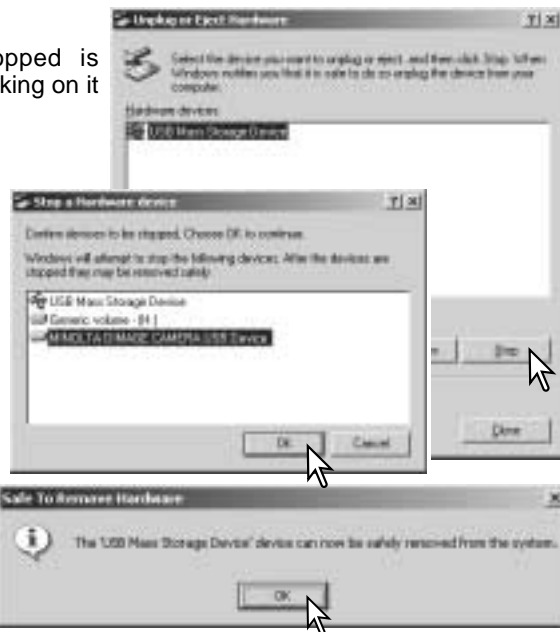 opped is
king on it
Unplug or Eject Hardware
Select the device you want to unplug or eject, and then click Stop. When
Windows notifies you that it is safe to do so unplug the device from your
computer.
Hardware devices:
USB Mass Storage Device
Stop
Close
Stop a Hardware device
Confirm devices to be stopped, Choose OK to continue.
Windows will attempt to stop the following devices. After the devices are
stopped they may be removed safely.
USB Mass Storage Device
Generic volume -
MINOLTA DIMAGE CAMERA USB Device
OK
Cancel
Safe To Remove Hardware
The 'USB Mass Storage Device' device can now be safely removed from the system.
OK